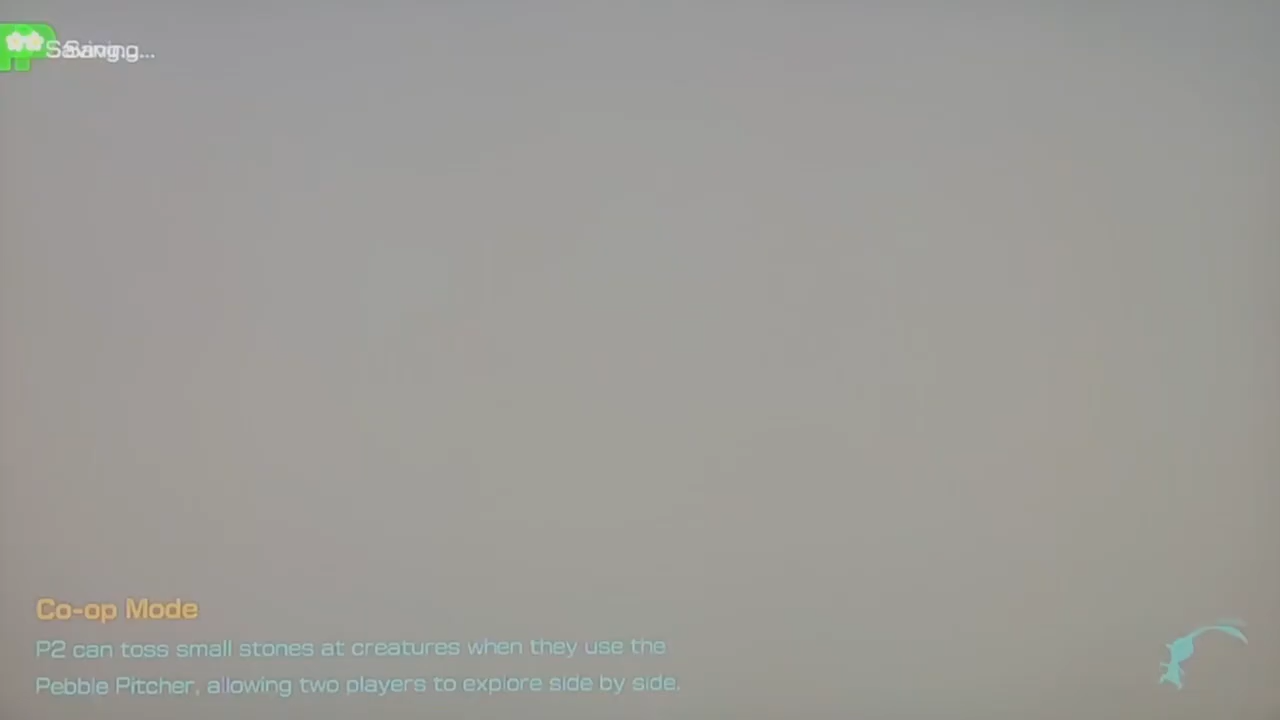 Saving...
Co-op Mode
P2 can toss small stones at creatures when they use the
Pebble Pitcher, allowing two players to explore side by side.